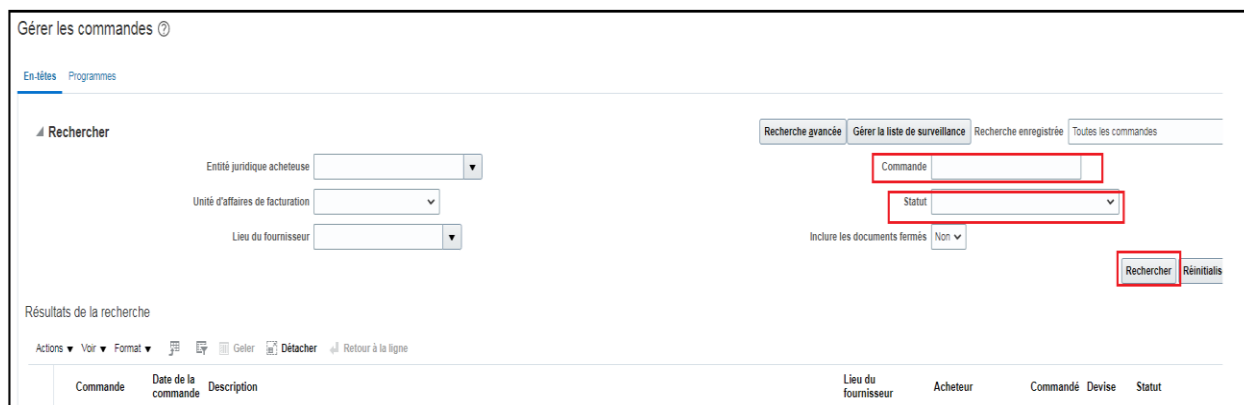 Gérer les commandes
En-têtes Programmes
Rechercher
Recherche avancée Gérer la liste de surveillance Recherche enregistrée Toutes les commandes
Entité juridique acheteuse Commande
Unité d'affaires de facturation Statut
Lieu du fournisseur Inclure les documents fermés Non
Rechercher Réinitialis
Résultats de la recherche
Actions Voir Format Geler Détacher Retour à la ligne
Commande Date de la commande Description Lieu du fournisseur Acheteur Commandé Devise Statut